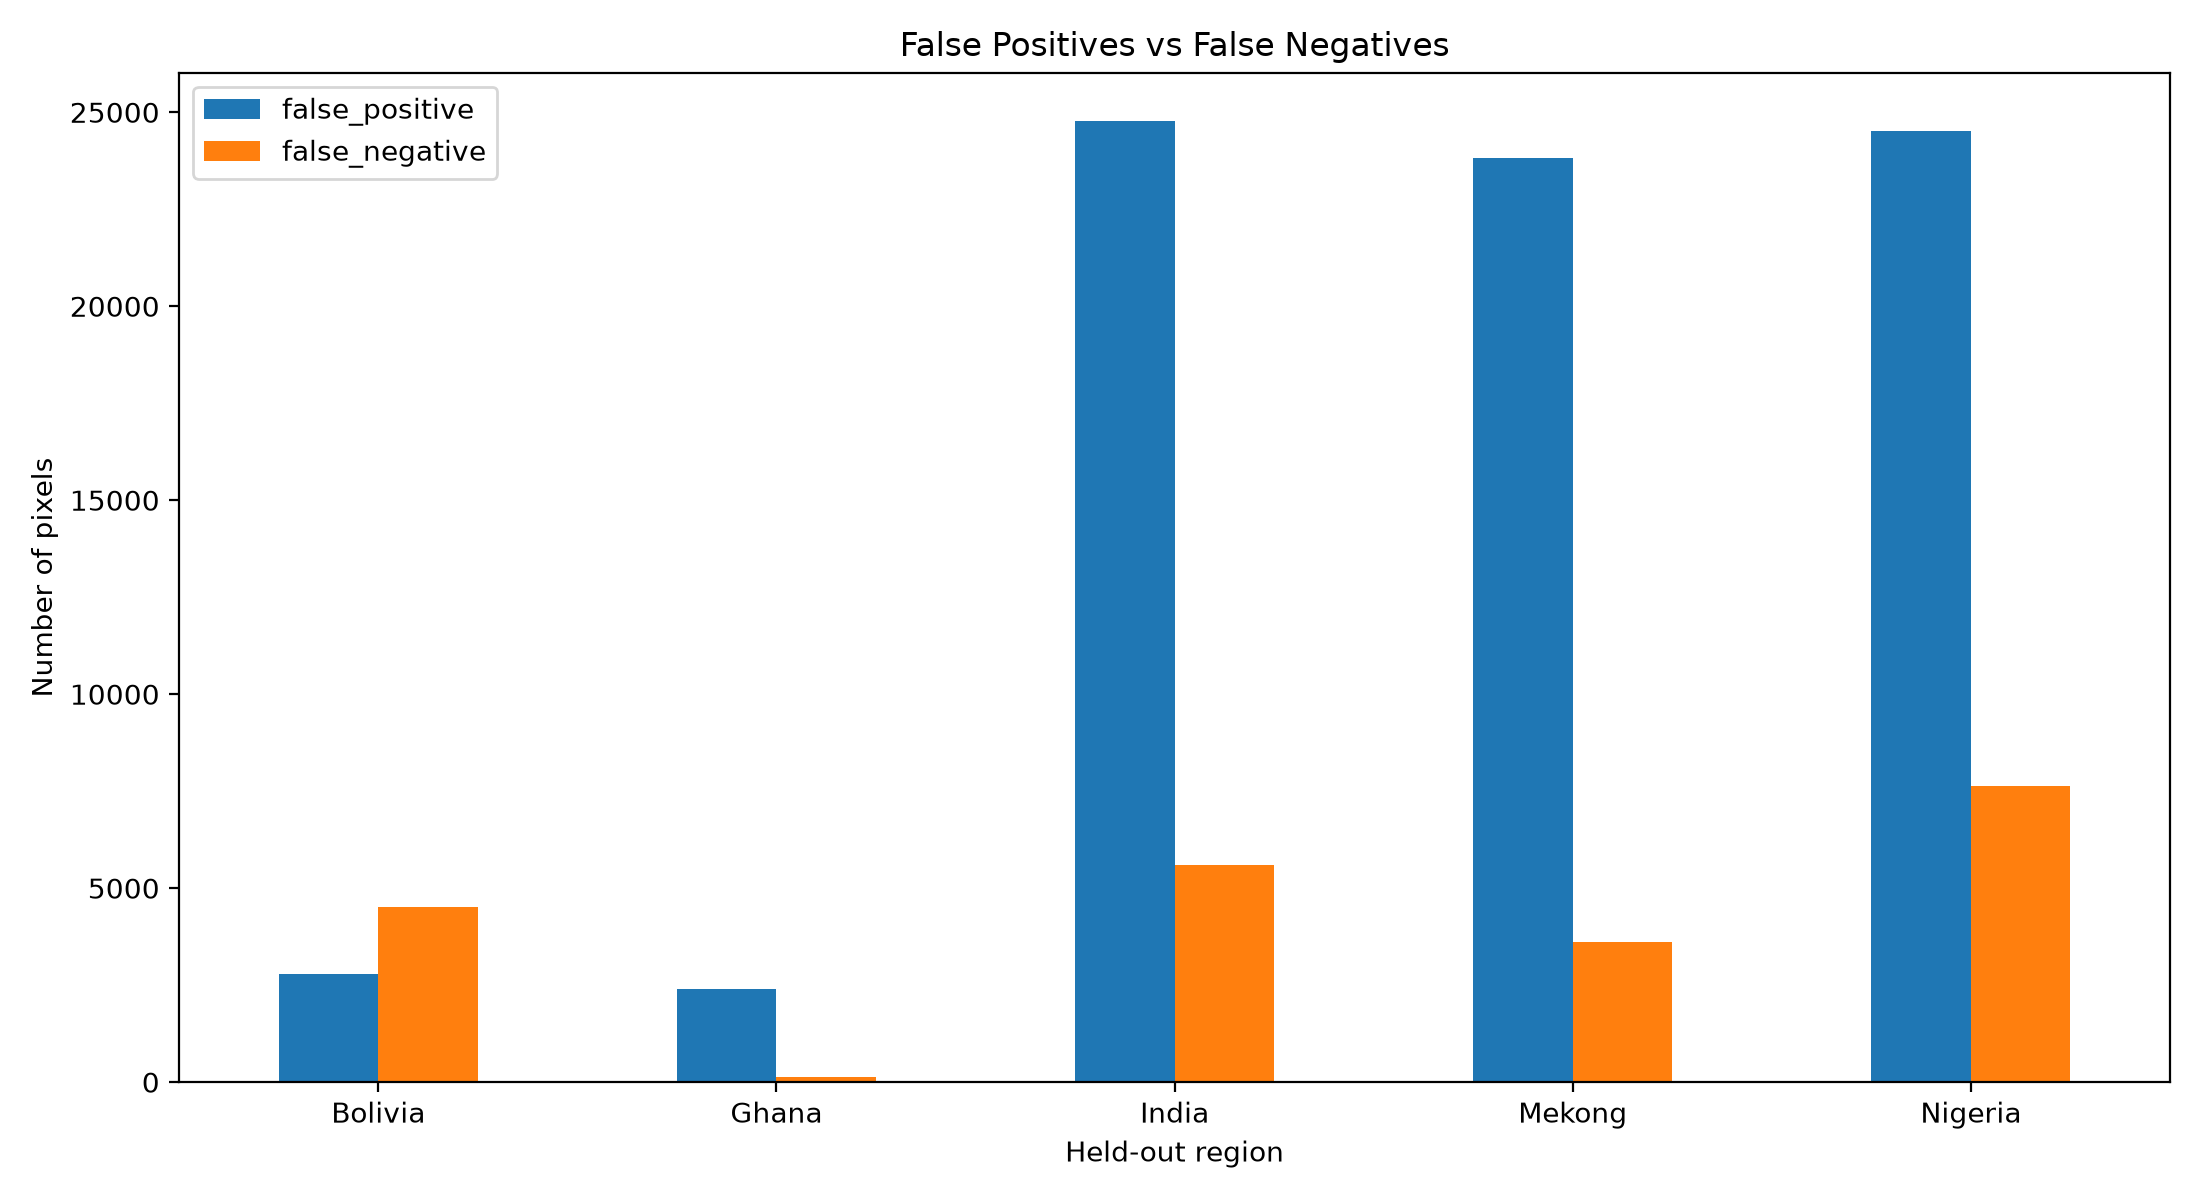 False Positives vs False Negatives
false_positive
false_negative
25000
20000
15000
10000
5000
0
Number of pixels
Bolivia
Ghana
India
Mekong
Nigeria
Held-out region